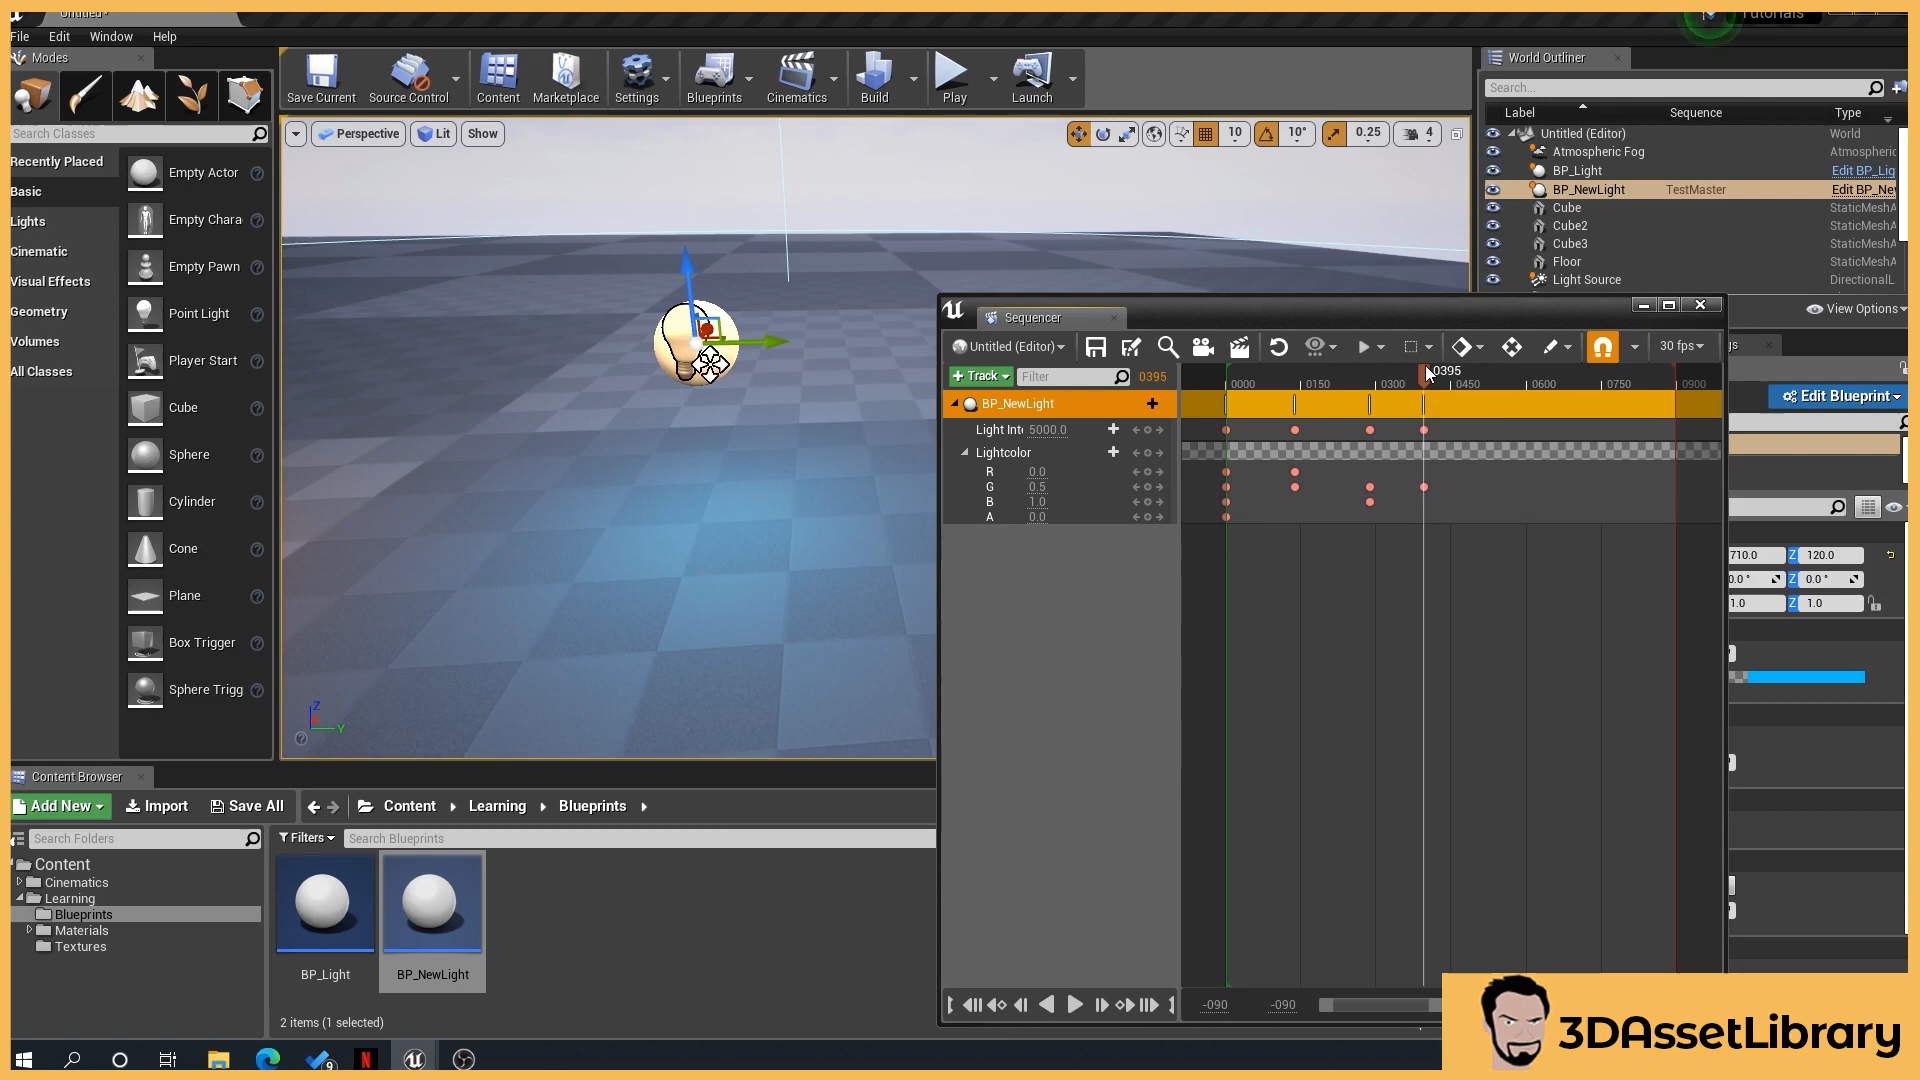 Untitled*
Tutorials
File Edit Window Help
Modes
Save Current Source Control Content Marketplace Settings Blueprints Cinematics Build Play Launch
World Outliner
Search...
Label Sequence Type
Untitled (Editor) World
Atmospheric Fog Atmospheric
BP_Light Edit BP_Lig
BP_NewLight TestMaster Edit BP_Ne
Cube StaticMeshA
Cube2 StaticMeshA
Cube3 StaticMeshA
Floor StaticMeshA
Light Source DirectionalL
View Options
Search Classes
Recently Placed
Basic
Lights
Cinematic
Visual Effects
Geometry
Volumes
All Classes
Empty Actor
Empty Chara
Empty Pawn
Point Light
Player Start
Cube
Sphere
Cylinder
Cone
Plane
Box Trigger
Sphere Trigg
Perspective Lit Show
10 10° 0.25 4
Z
Y
Sequencer
Untitled (Editor) 30 fps
Track Filter 0395
0395
0000 0150 0300 0450 0600 0750 0900
BP_NewLight
Light Int 5000.0
Lightcolor
R 0.0
G 0.5
B 1.0
A 0.0
-090 -090
gs
Edit Blueprint
710.0 Z 120.0
0.0 ° Z 0.0 °
1.0 Z 1.0
Content Browser
Add New Import Save All Content Learning Blueprints
Search Folders
Filters Search Blueprints
Content
Cinematics
Learning
Blueprints
Materials
Textures
BP_Light BP_NewLight
2 items (1 selected)
9
N
3DAssetLibrary